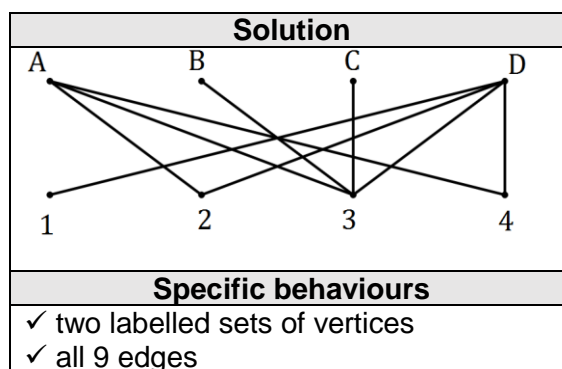 Solution
A B C D
1 2 3 4
Specific behaviours
✓ two labelled sets of vertices
✓ all 9 edges